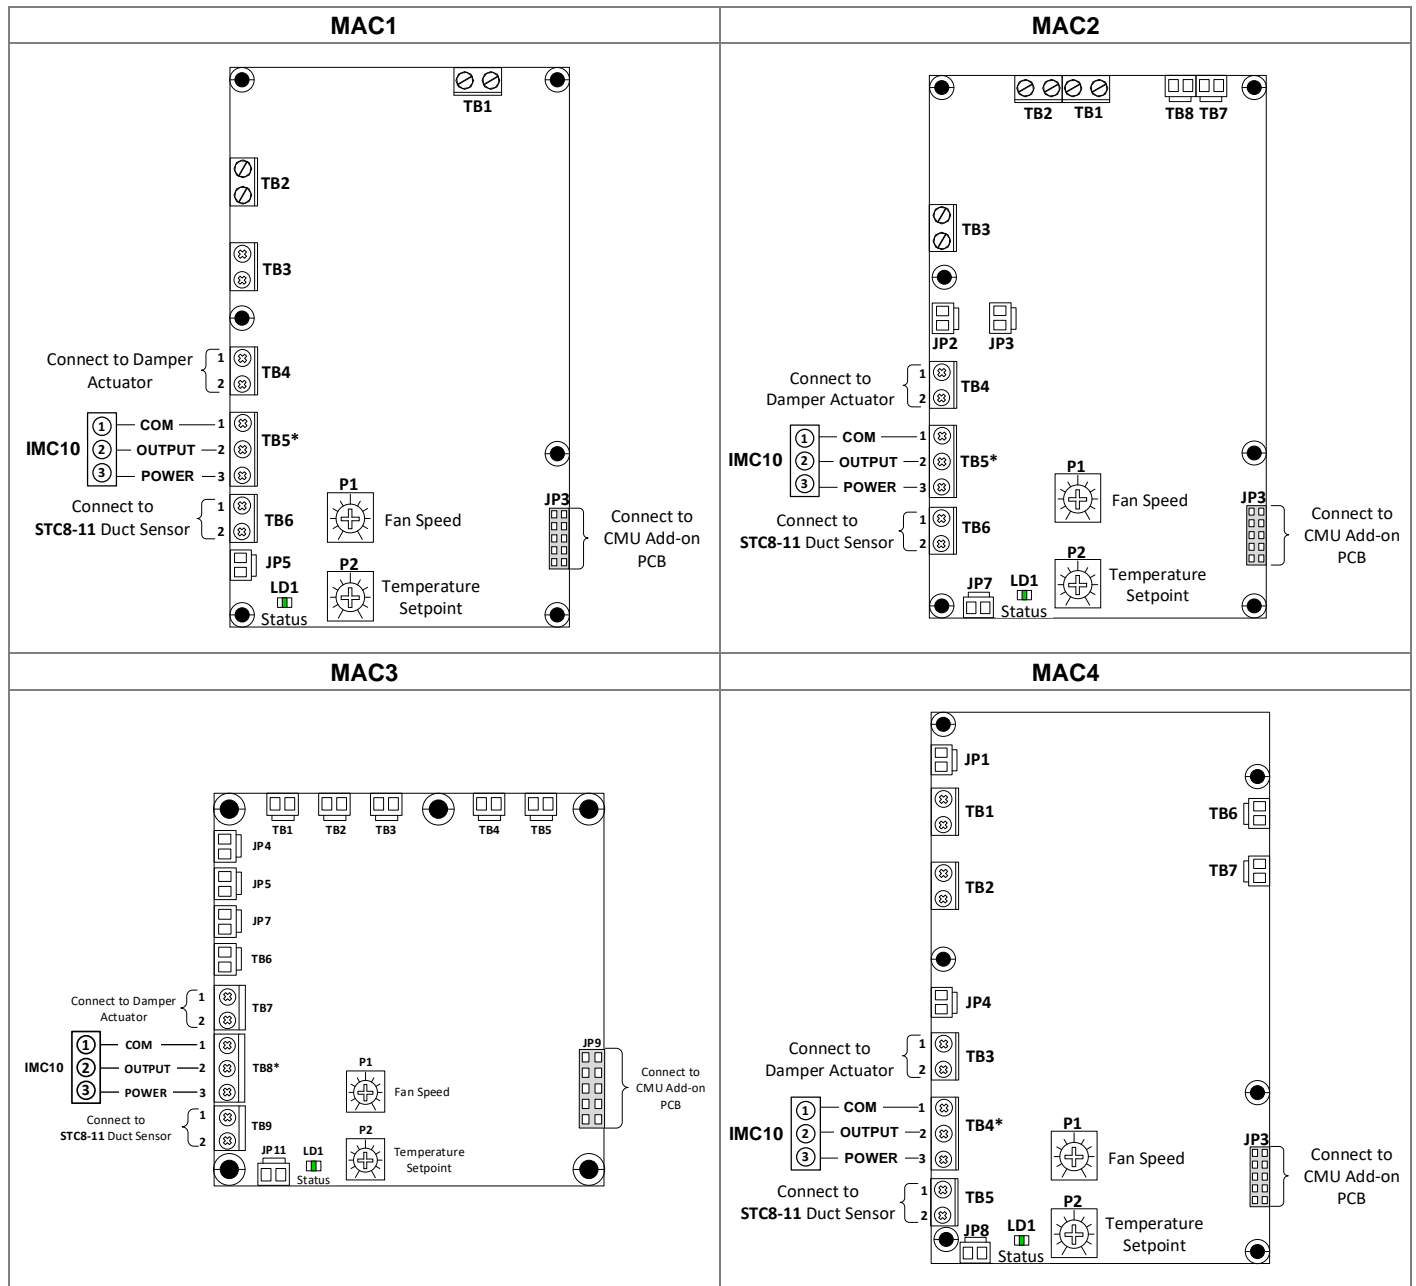 MAC1
TB1
TB2
TB3
Connect to Damper
Actuator
1
2
TB4
IMC10
1 COM 1
2 OUTPUT 2
3 POWER 3
TB5*
Connect to
STC8-11 Duct Sensor
1
2
TB6
JP5
LD1
Status
P1
Fan Speed
P2
Temperature
Setpoint
JP3
Connect to
CMU Add-on
PCB
MAC2
TB2 TB1 TB8 TB7
TB3
JP2 JP3
Connect to
Damper Actuator
1
2
TB4
IMC10
1 COM 1
2 OUTPUT 2
3 POWER 3
TB5*
Connect to
STC8-11 Duct Sensor
1
2
TB6
JP7
LD1
Status
P1
Fan Speed
P2
Temperature
Setpoint
JP3
Connect to
CMU Add-on
PCB
MAC3
TB1 TB2 TB3 TB4 TB5
JP4
JP5
JP7
TB6
Connect to Damper
Actuator
1
2
TB7
IMC10
1 COM 1
2 OUTPUT 2
3 POWER 3
TB8*
Connect to
STC8-11 Duct Sensor
1
2
TB9
JP11
LD1
Status
P1
Fan Speed
P2
Temperature
Setpoint
JP9
Connect to
CMU Add-on
PCB
MAC4
JP1
TB1
TB2
TB6
TB7
JP4
Connect to
Damper Actuator
1
2
TB3
IMC10
1 COM 1
2 OUTPUT 2
3 POWER 3
TB4*
Connect to
STC8-11 Duct Sensor
1
2
TB5
JP8
LD1
Status
P1
Fan Speed
P2
Temperature
Setpoint
JP3
Connect to
CMU Add-on
PCB